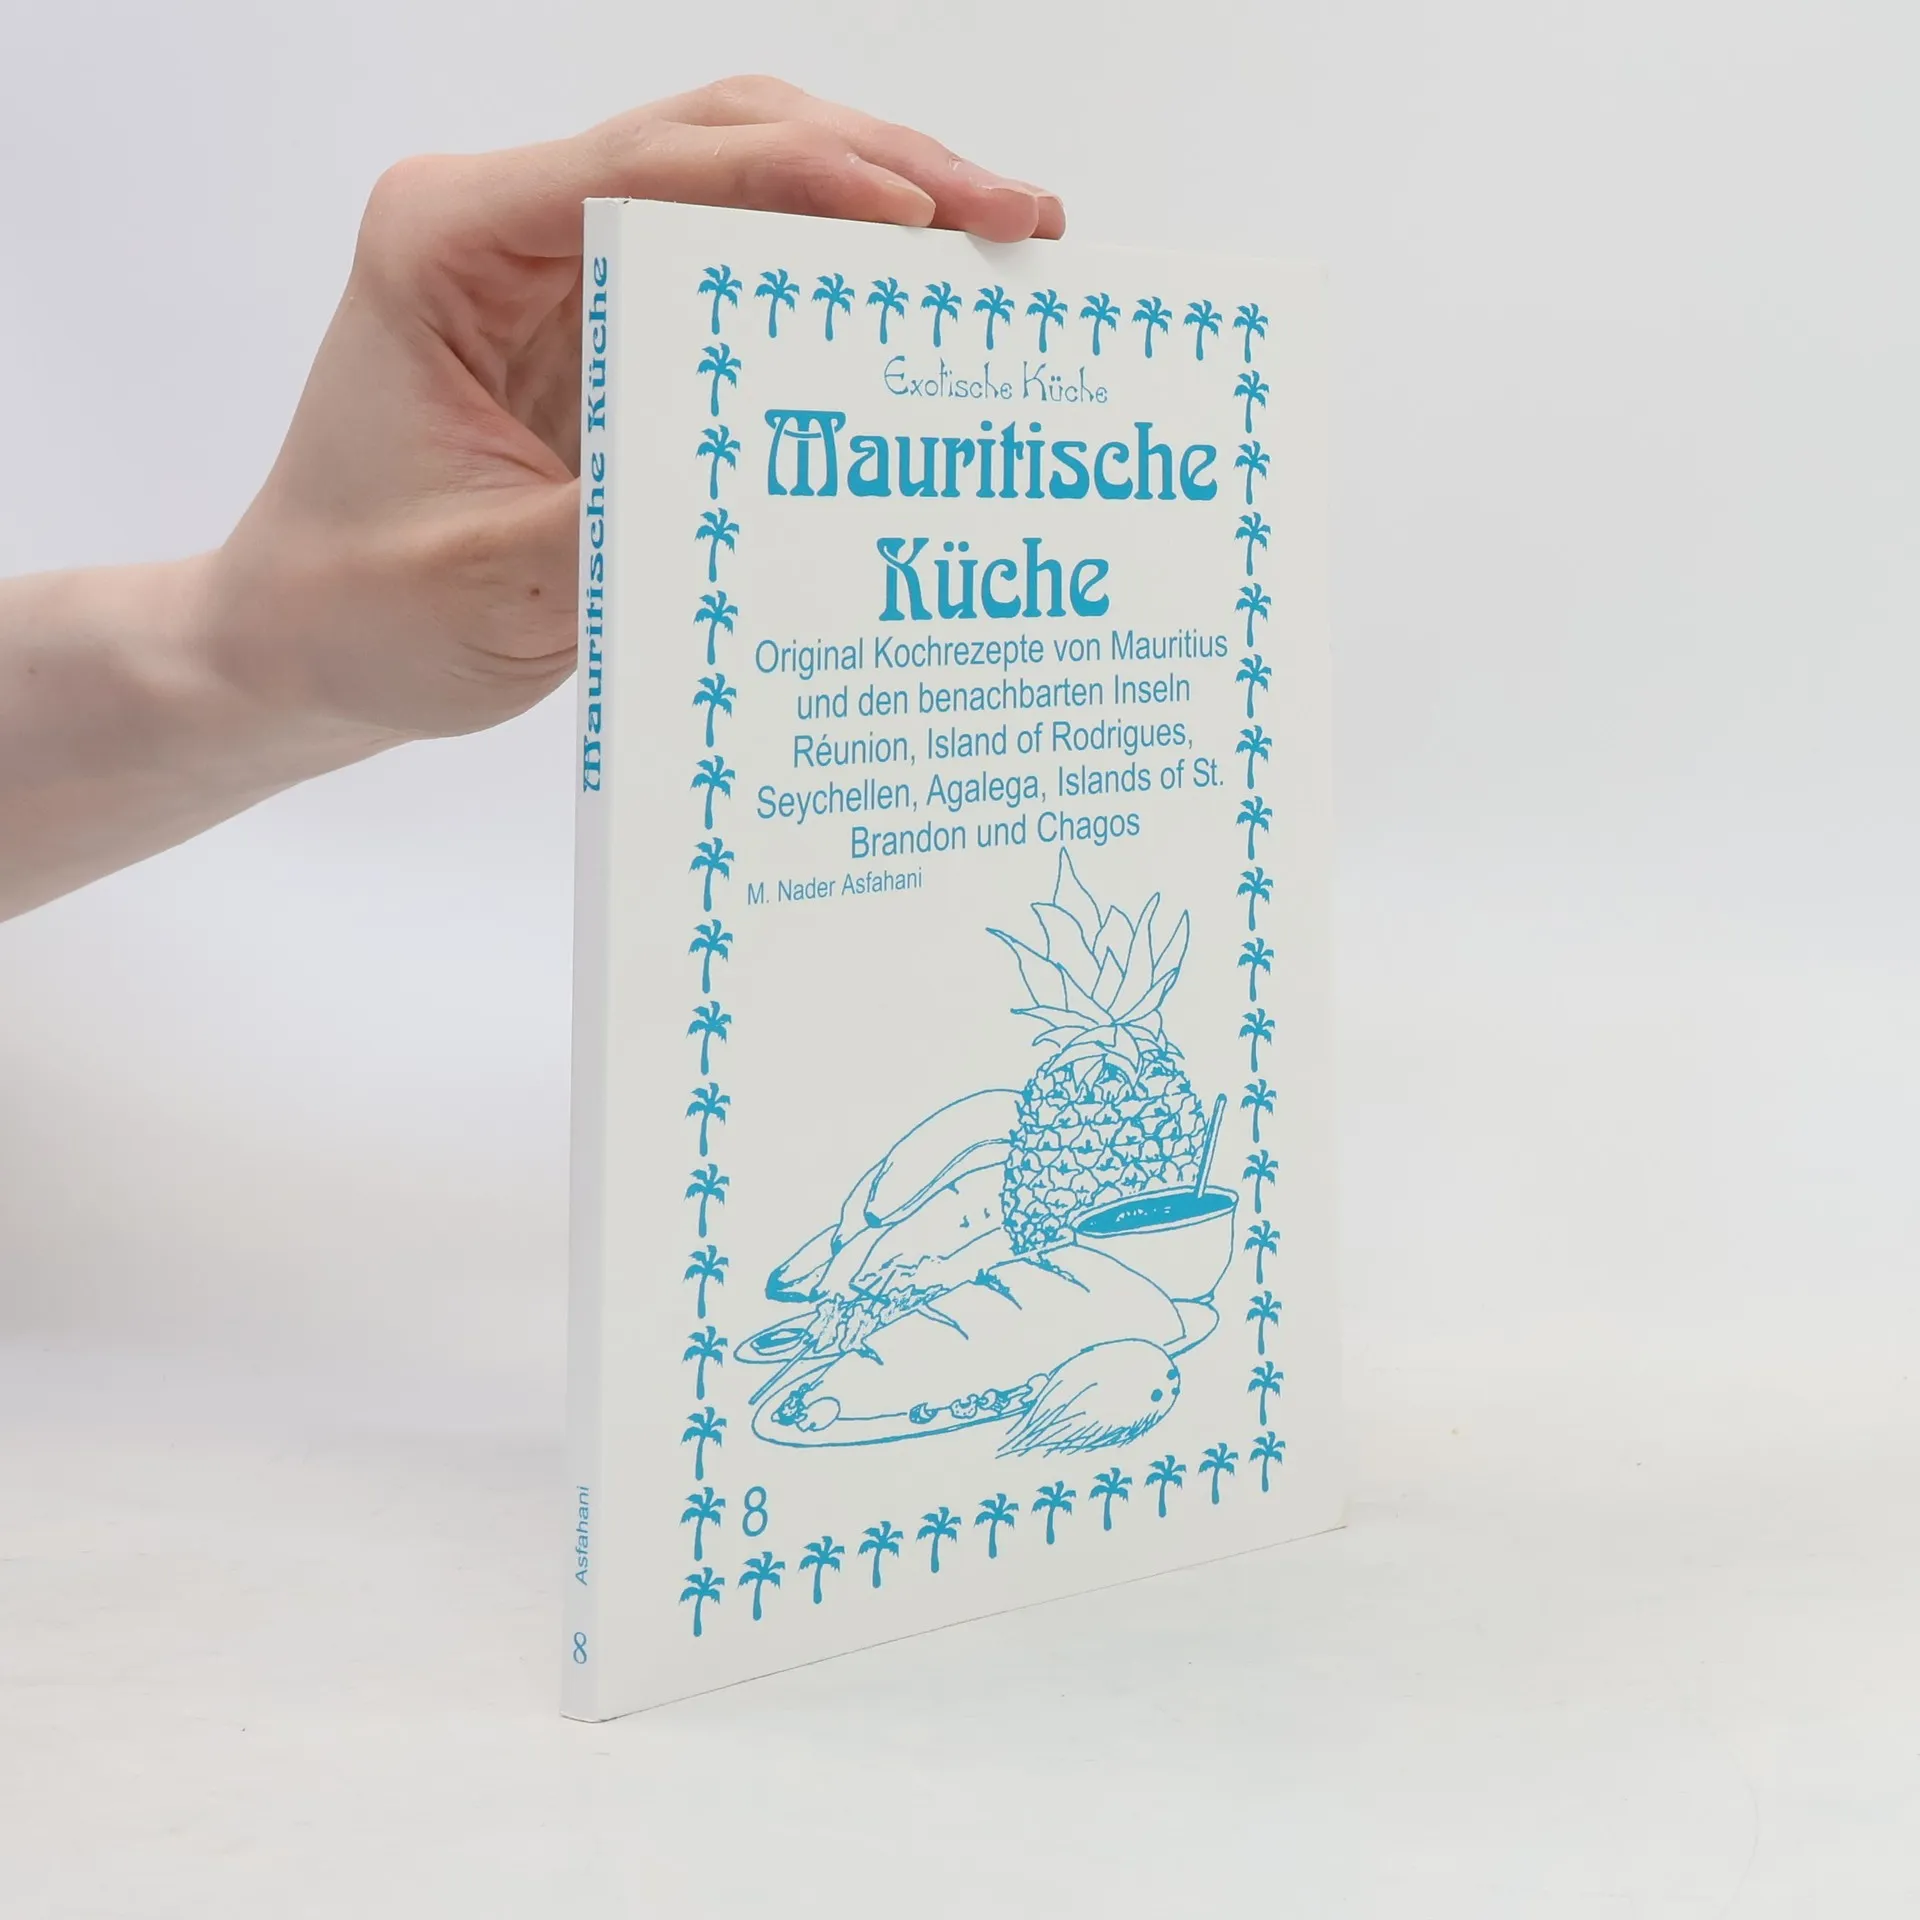 Exotische Küche
Mauritische
Küche
Original Kochrezepte von Mauritius
und den benachbarten Inseln
Réunion, Island of Rodrigues,
Seychellen, Agalega, Islands of St.
Brandon und Chagos
M. Nader Asfahani
8
Mauritische Küche
Asfahani
8